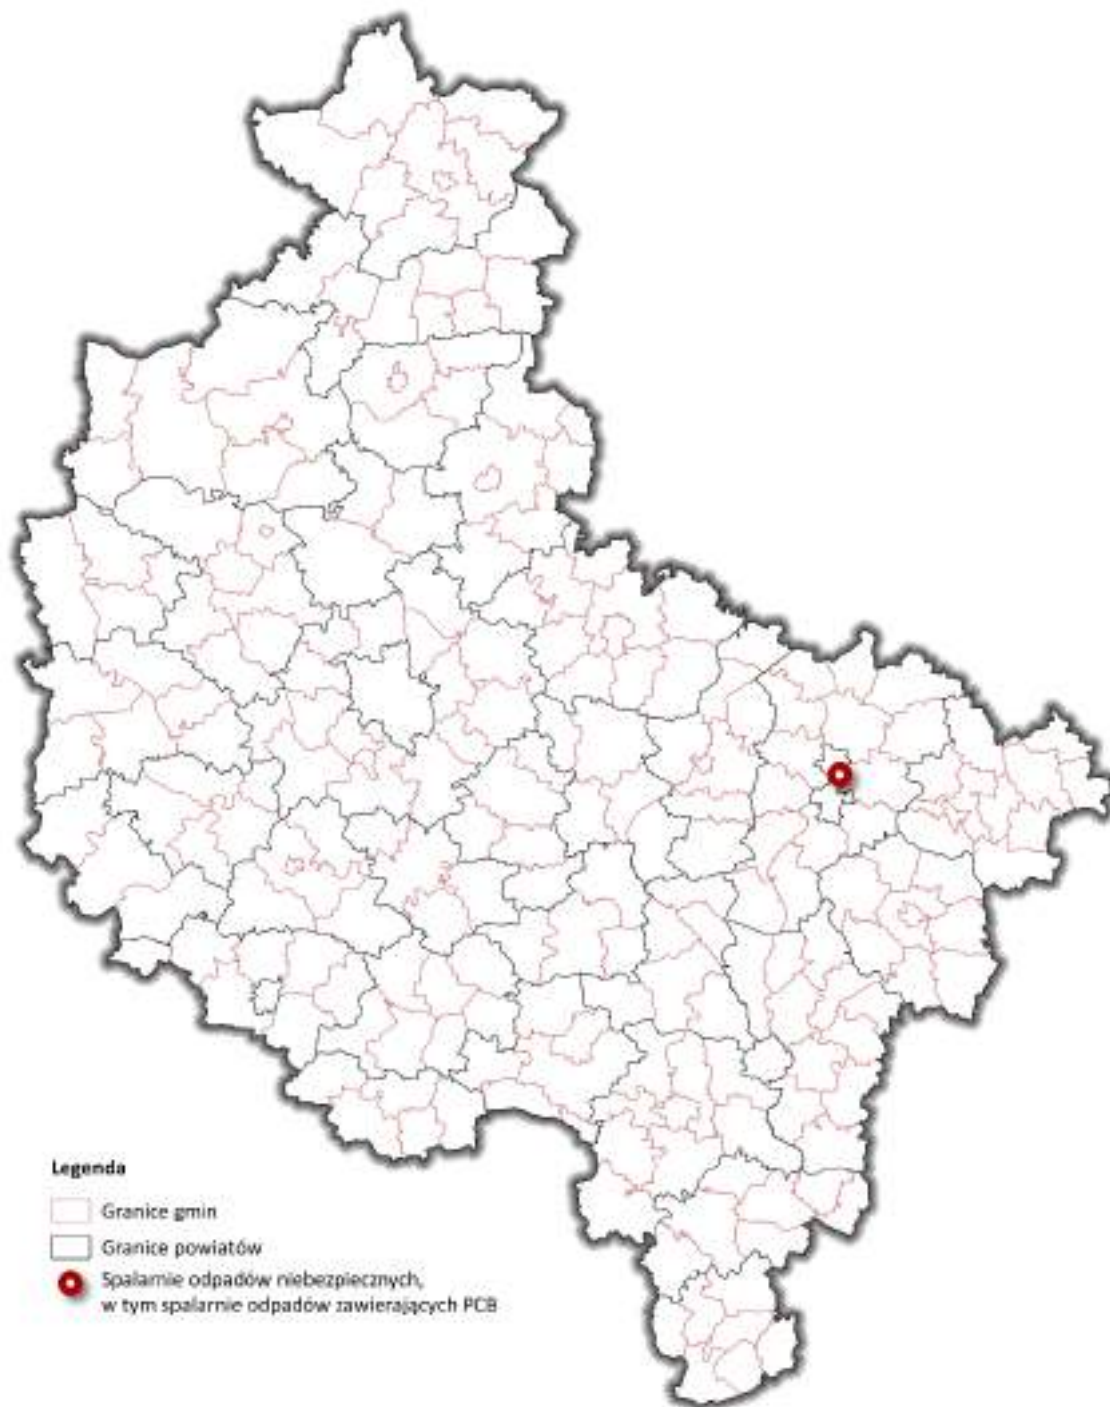 Legenda
Granice gmin
Granice powiatów
Spalarnie odpadów niebezpiecznych,
w tym spalarnie odpadów zawierających PCB